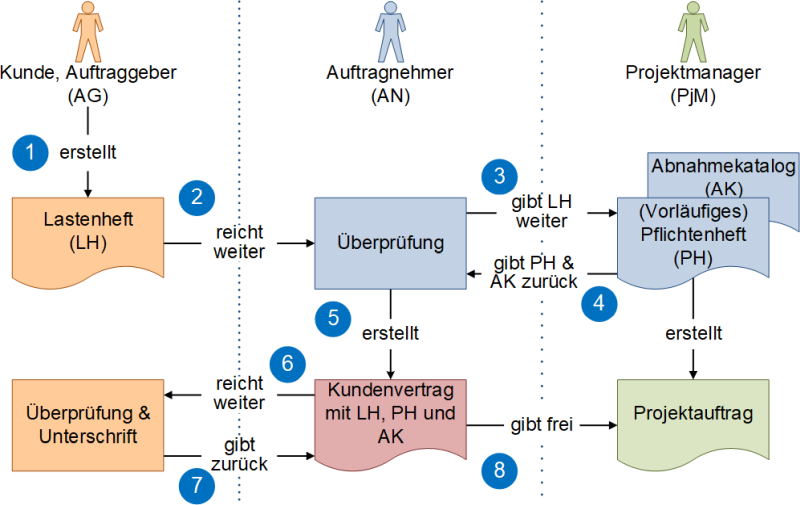 Kunde, Auftraggeber
(AG)
Auftragnehmer
(AN)
Projektmanager
(PjM)
1
erstellt
2
3
Abnahmekatalog
(AK)
Lastenheft
(LH)
reicht
weiter
Überprüfung
gibt LH
weiter
(Vorläufiges)
Pflichtenheft
(PH)
gibt PH &
AK zurück
4
5
erstellt
erstellt
6
Überprüfung &
Unterschrift
reicht
weiter
gibt
zurück
7
Kundenvertrag
mit LH, PH und
AK
gibt frei
8
Projektauftrag